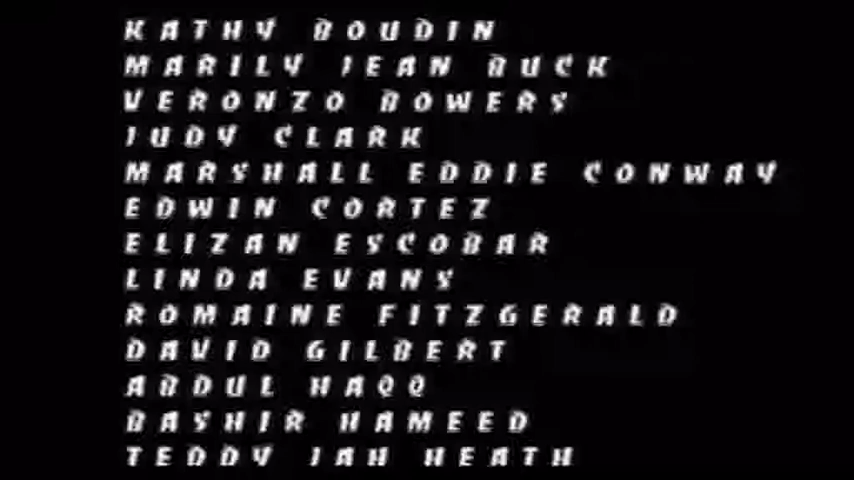 KATHY BOUDIN
MARILY JEAN BUCK
VERONZO BOWERS
JUDY CLARK
MARSHALL EDDIE CONWAY
EDWIN CORTEZ
ELIZAN ESCOBAR
LINDA EVANS
ROMAINE FITZGERALD
DAVID GILBERT
ABDUL HAQQ
BASHIR HAMEED
TEDDY JAH HEATH